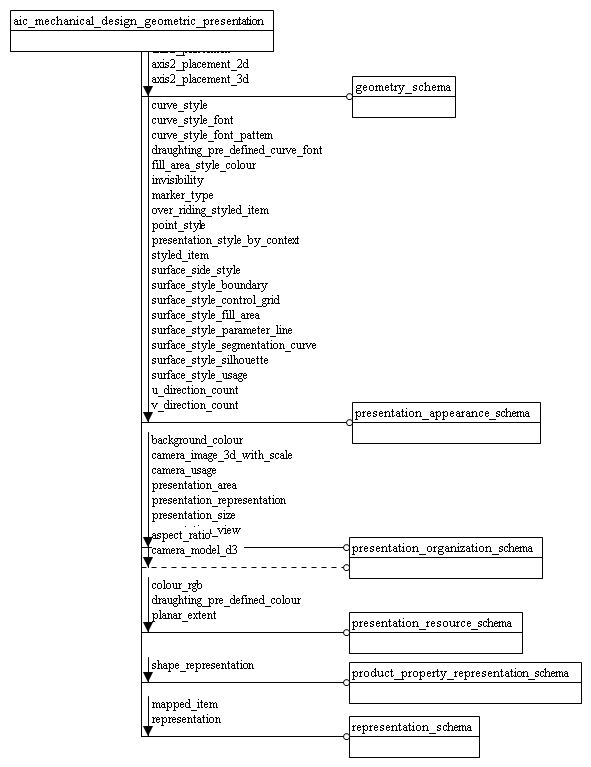 aic_mechanical_design_geometric_presentation
axis2_placement_2d
axis2_placement_3d
geometry_schema
curve_style
curve_style_font
curve_style_font_pattern
draughting_pre_defined_curve_font
fill_area_style_colour
invisibility
marker_type
over_riding_styled_item
point_style
presentation_style_by_context
styled_item
surface_side_style
surface_style_boundary
surface_style_control_grid
surface_style_fill_area
surface_style_parameter_line
surface_style_segmentation_curve
surface_style_silhouette
surface_style_usage
u_direction_count
v_direction_count
presentation_appearance_schema
background_colour
camera_image_3d_with_scale
camera_usage
presentation_area
presentation_representation
presentation_size
_view
aspect_ratio
camera_model_d3
presentation_organization_schema
colour_rgb
draughting_pre_defined_colour
planar_extent
presentation_resource_schema
shape_representation
product_property_representation_schema
mapped_item
representation
representation_schema